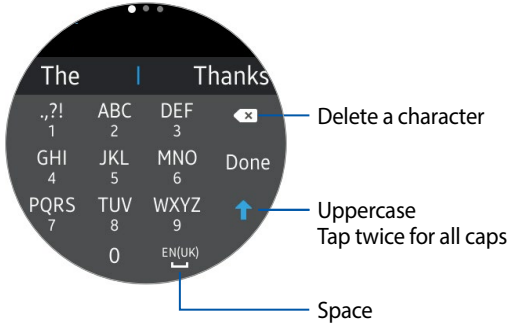 The I Thanks
.,?! ABC DEF
1 2 3
Delete a character
GHI JKL MNO Done
4 5 6
PQRS TUV WXYZ
7 8 9
Uppercase
Tap twice for all caps
0 EN(UK)
Space